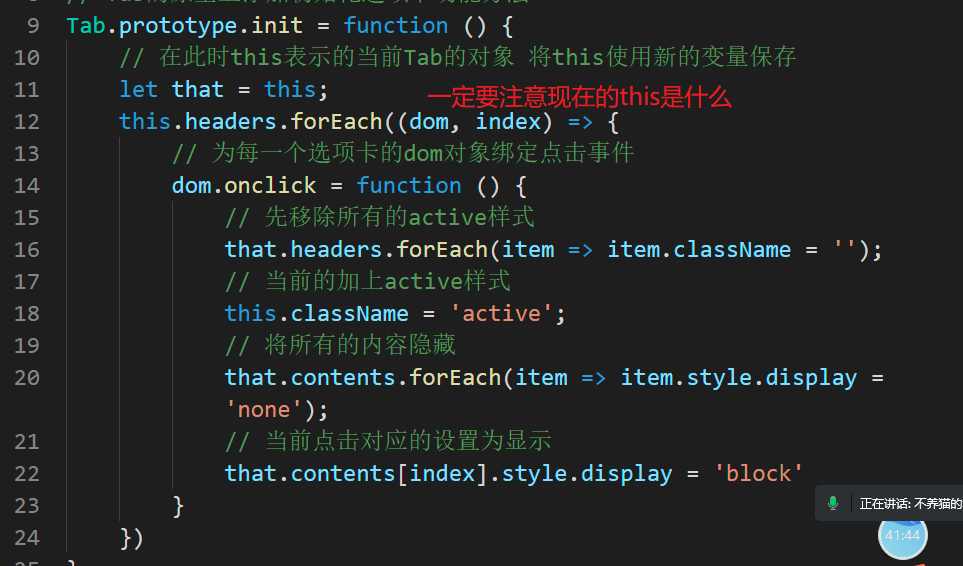 9 Tab.prototype.init = function () {
10 // 在此时this表示的当前Tab的对象 将this使用新的变量保存
11 let that = this;
一定要注意现在的this是什么
12 this.headers.forEach((dom, index) => {
13 // 为每一个选项卡的dom对象绑定点击事件
14 dom.onclick = function () {
15 // 先移除所有的active样式
16 that.headers.forEach(item => item.className = '');
17 // 当前的加上active样式
18 this.className = 'active';
19 // 将所有的内容隐藏
20 that.contents.forEach(item => item.style.display =
'none');
21 // 当前点击对应的设置为显示
22 that.contents[index].style.display = 'block'
23 }
正在讲话: 不养猫的
24 })
41:44